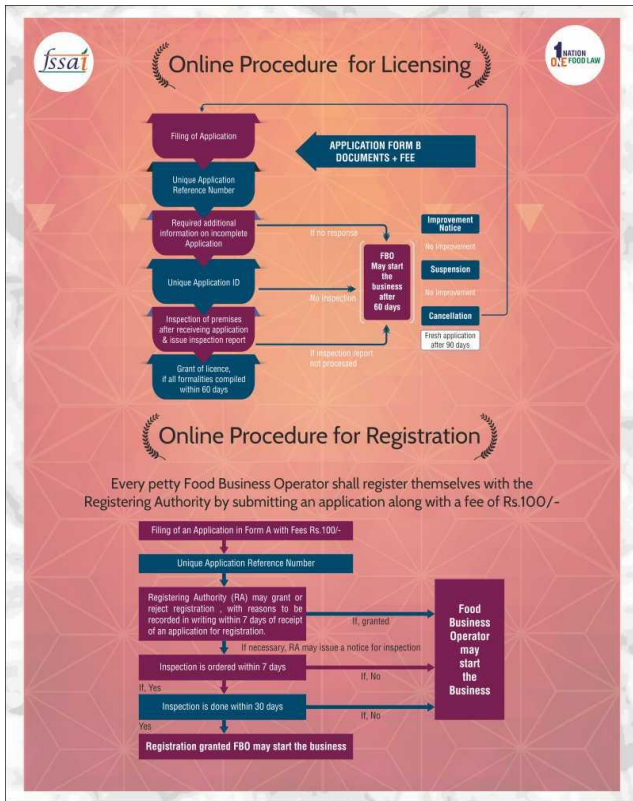 fssai
Online Procedure for Licensing
1 NATION
ONE FOOD LAW
Filing of Application
APPLICATION FORM B
DOCUMENTS + FEE
Unique Application
Reference Number
Required additional
information on incomplete
Application
If no response
Improvement
Notice
No Improvement
FBO
May start
the
business
after
60 days
Unique Application ID
No inspection
Suspension
No Improvement
Cancellation
Fresh application
after 90 days
Inspection of premises
after receiveing application
& issue inspection report
If inspection report
not processed
Grant of licence,
if all formalities compiled
within 60 days
Online Procedure for Registration
Every petty Food Business Operator shall register themselves with the
Registering Authority by submitting an application along with a fee of Rs.100/-
Filing of an Application in Form A with Fees Rs.100/-
Unique Application Reference Number
Registering Authority (RA) may grant or
reject registration , with reasons to be
recorded in writing within 7 days of receipt
of an application for registration.
If, granted
Food
Business
Operator
may
start
the
Business
If necessary, RA may issue a notice for inspection
Inspection is ordered within 7 days
If, No
If, Yes
Inspection is done within 30 days
If, No
Yes
Registration granted FBO may start the business